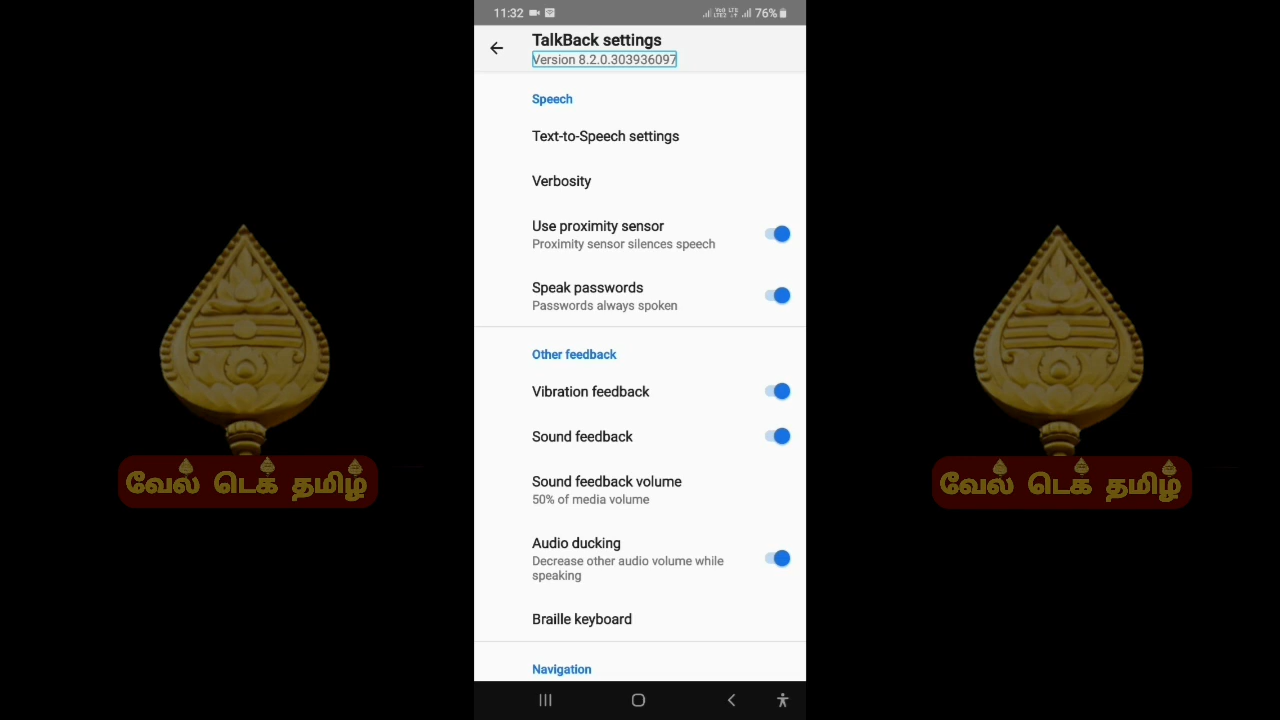 11:32
76%
TalkBack settings
Version 8.2.0.303936097
Speech
Text-to-Speech settings
Verbosity
Use proximity sensor
Proximity sensor silences speech
Speak passwords
Passwords always spoken
Other feedback
Vibration feedback
Sound feedback
Sound feedback volume
50% of media volume
Audio ducking
Decrease other audio volume while
speaking
Braille keyboard
Navigation
வேல் டெக் தமிழ்
வேல் டெக் தமிழ்